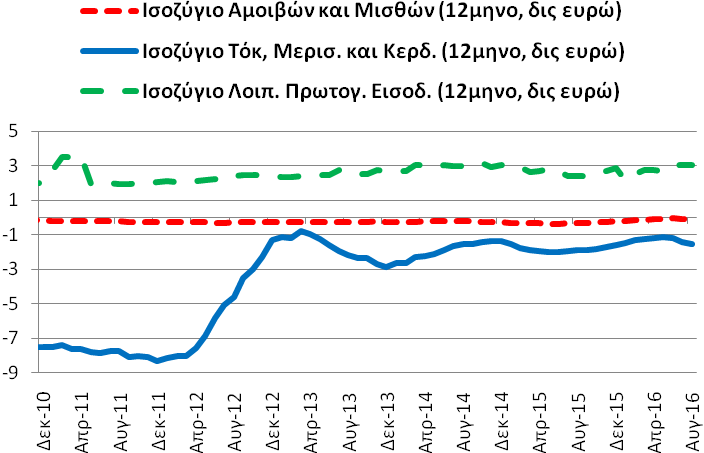 Ισοζύγιο Αμοιβών και Μισθών (12μηνο, δις ευρώ)
Ισοζύγιο Τόκ, Μερισ. και Κερδ. (12μηνο, δις ευρώ)
Ισοζύγιο Λοιπ. Πρωτογ. Εισοδ. (12μηνο, δις ευρώ)
5
3
1
-1
-3
-5
-7
-9
Δεκ-10
Απρ-11
Αυγ-11
Δεκ-11
Απρ-12
Αυγ-12
Δεκ-12
Απρ-13
Αυγ-13
Δεκ-13
Απρ-14
Αυγ-14
Δεκ-14
Απρ-15
Αυγ-15
Δεκ-15
Απρ-16
Αυγ-16